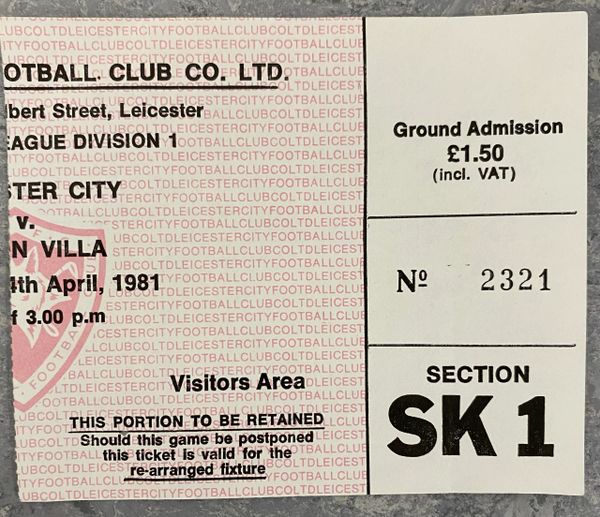 OOTBALL. CLUB CO. LTD.
lbert Street, Leicester
EAGUE DIVISION 1
STER CITY
v.
N VILLA
4th April, 1981
f 3.00 p.m
Visitors Area
THIS PORTION TO BE RETAINED
Should this game be postponed
this ticket is valid for the
re-arranged fixture
Ground Admission
£1.50
(incl. VAT)
Nº 2321
SECTION
SK 1